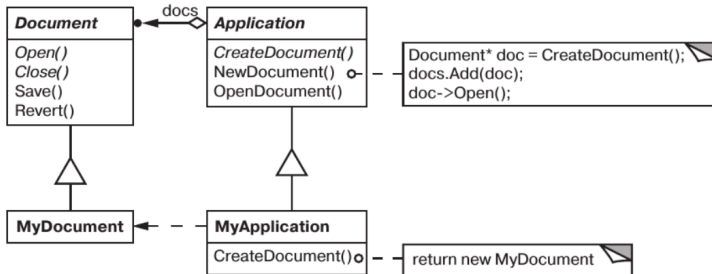 Document
Open()
Close()
Save()
Revert()
docs
Application
CreateDocument()
NewDocument()
OpenDocument()
Document* doc = CreateDocument();
docs.Add(doc);
doc->Open();
MyDocument
MyApplication
CreateDocument()
return new MyDocument